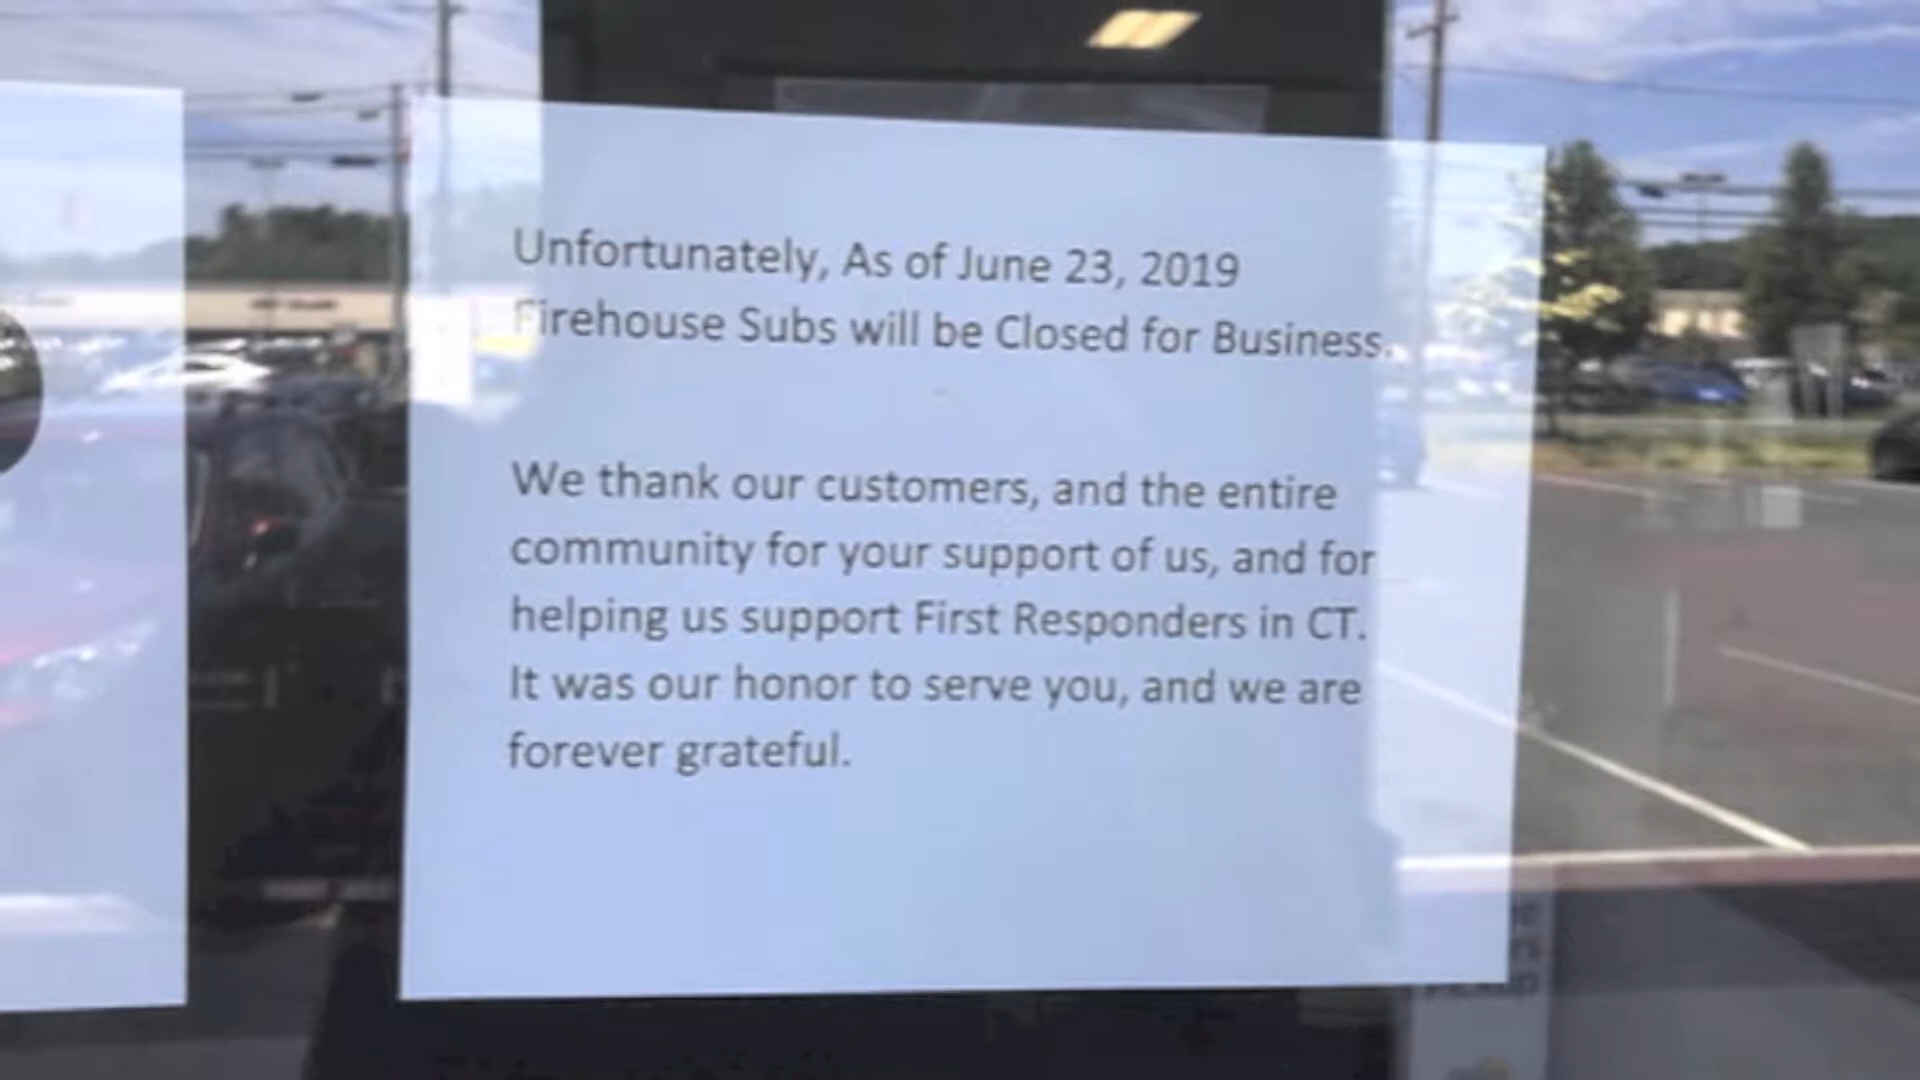 Unfortunately, As of June 23, 2019
Firehouse Subs will be Closed for Business.
We thank our customers, and the entire
community for your support of us, and for
helping us support First Responders in CT.
It was our honor to serve you, and we are
forever grateful.